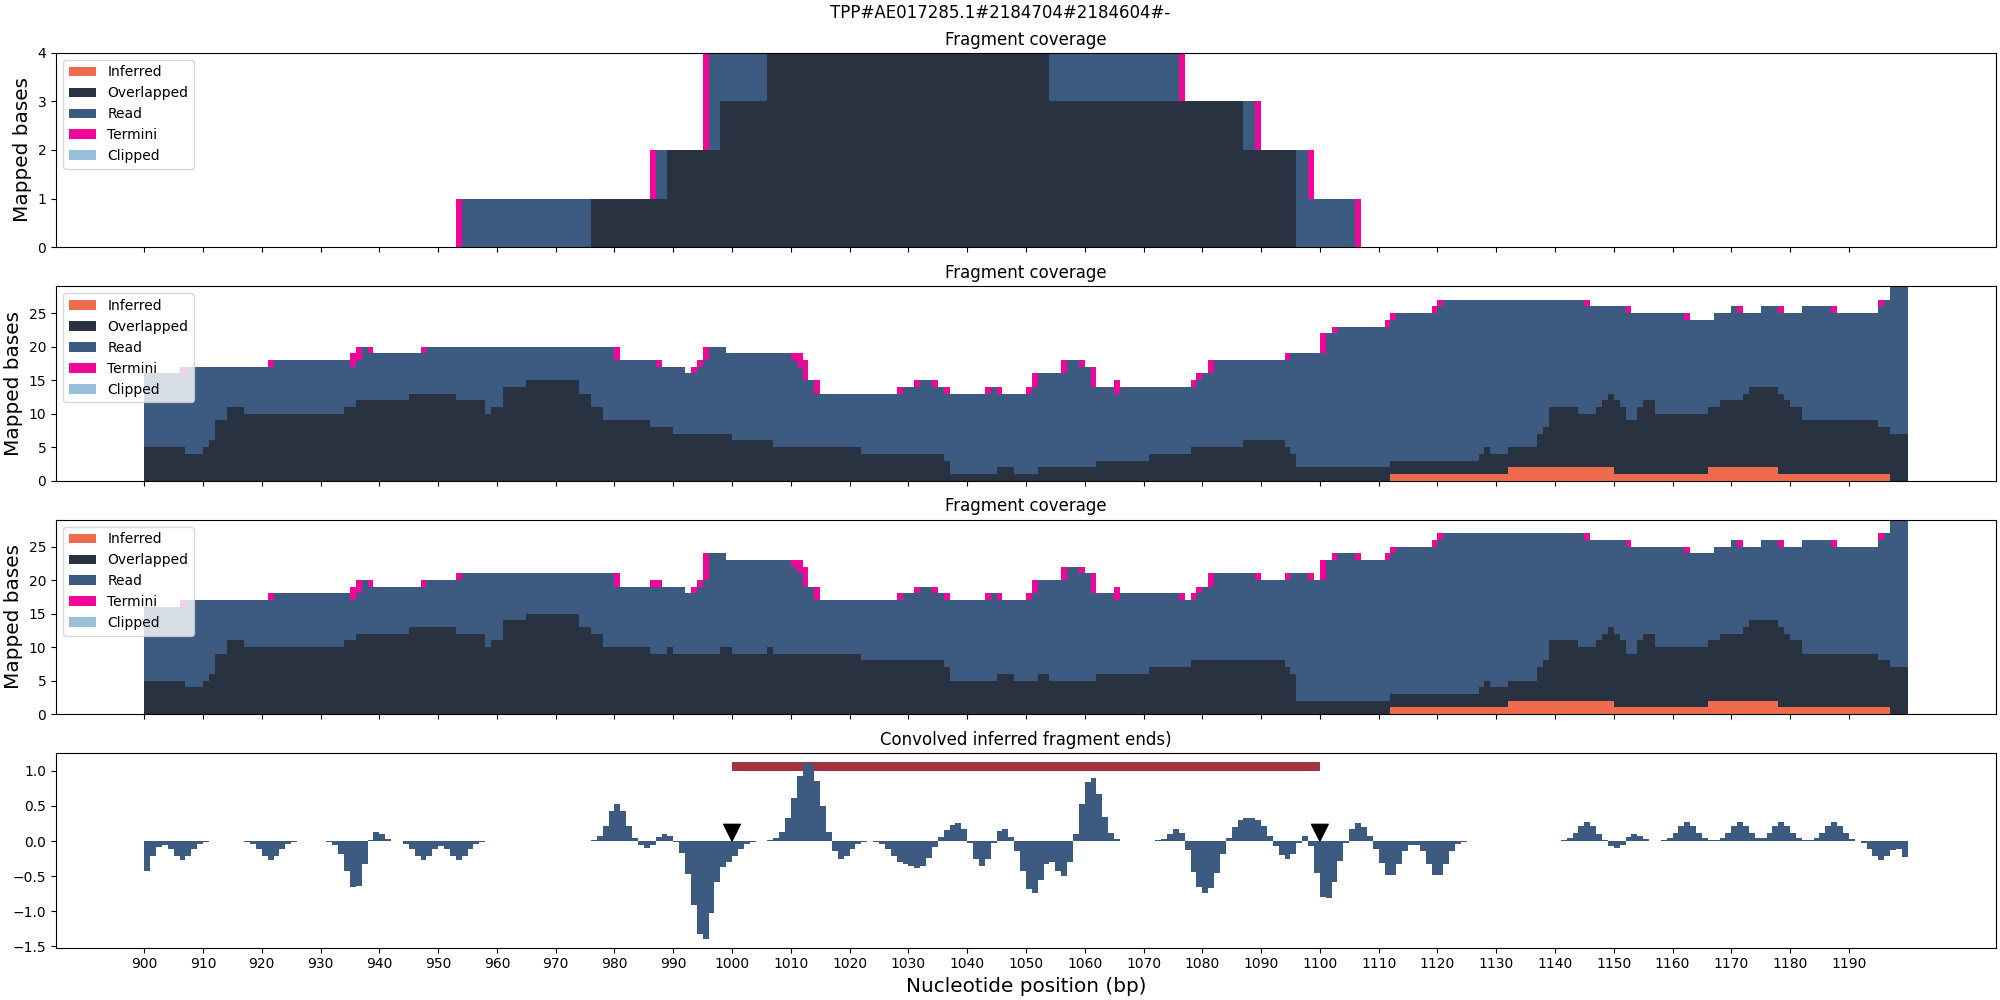 TPP#AE017285.1#2184704#2184604#-
Fragment coverage
Mapped bases
4
3
2
1
0
Inferred
Overlapped
Read
Termini
Clipped
Fragment coverage
Mapped bases
25
20
15
10
5
0
Inferred
Overlapped
Read
Termini
Clipped
Fragment coverage
Mapped bases
25
20
15
10
5
0
Inferred
Overlapped
Read
Termini
Clipped
Convolved inferred fragment ends)
1.0
0.5
0.0
−0.5
−1.0
−1.5
900 910 920 930 940 950 960 970 980 990 1000 1010 1020 1030 1040 1050 1060 1070 1080 1090 1100 1110 1120 1130 1140 1150 1160 1170 1180 1190
Nucleotide position (bp)